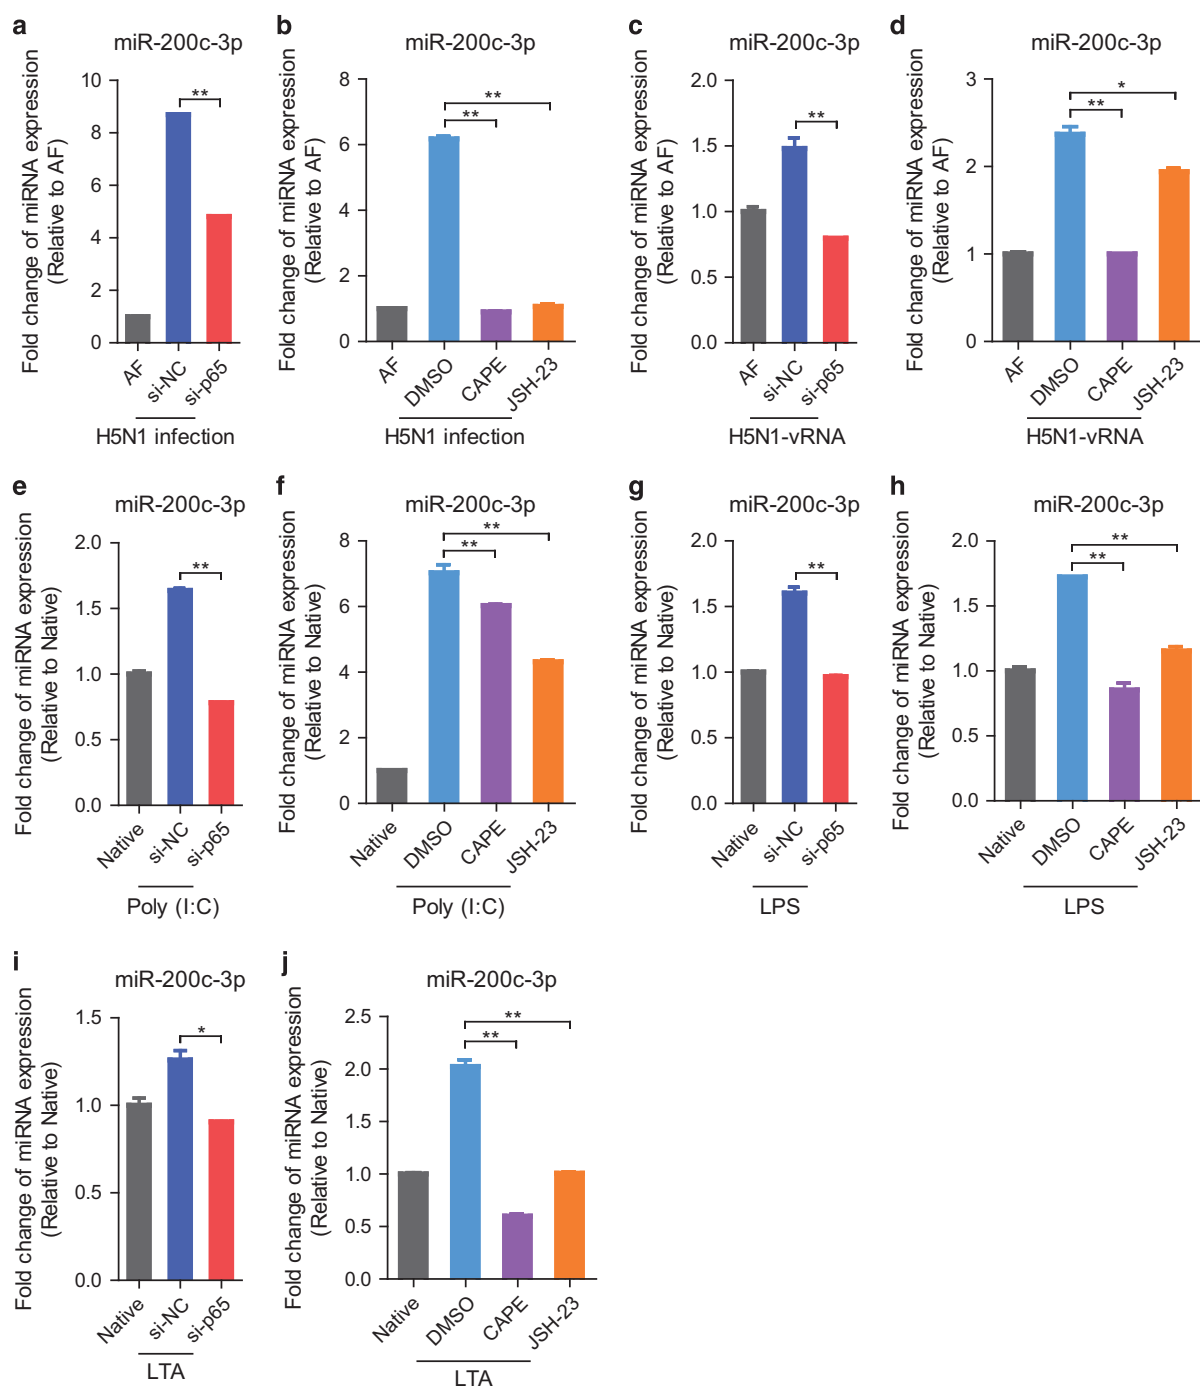 a
miR-200c-3p
Fold change of miRNA expression
(Relative to AF)
10
8
6
4
2
0
**
AF
si-NC
si-p65
H5N1 infection
b
miR-200c-3p
Fold change of miRNA expression
(Relative to AF)
8
6
4
2
0
**
**
AF
DMSO
CAPE
JSH-23
H5N1 infection
c
miR-200c-3p
Fold change of miRNA expression
(Relative to AF)
2.0
1.5
1.0
0.5
0.0
**
AF
si-NC
si-p65
H5N1-vRNA
d
miR-200c-3p
Fold change of miRNA expression
(Relative to AF)
3
2
1
0
*
**
AF
DMSO
CAPE
JSH-23
H5N1-vRNA
e
miR-200c-3p
Fold change of miRNA expression
(Relative to Native)
2.0
1.5
1.0
0.5
0.0
**
Native
si-NC
si-p65
Poly (I:C)
f
miR-200c-3p
Fold change of miRNA expression
(Relative to Native)
8
6
4
2
0
**
**
Native
DMSO
CAPE
JSH-23
Poly (I:C)
g
miR-200c-3p
Fold change of miRNA expression
(Relative to Native)
2.0
1.5
1.0
0.5
0.0
**
Native
si-NC
si-p65
LPS
h
miR-200c-3p
Fold change of miRNA expression
(Relative to Native)
2.0
1.5
1.0
0.5
0.0
**
**
Native
DMSO
CAPE
JSH-23
LPS
i
miR-200c-3p
Fold change of miRNA expression
(Relative to Native)
1.5
1.0
0.5
0.0
*
Native
si-NC
si-p65
LTA
j
miR-200c-3p
Fold change of miRNA expression
(Relative to Native)
2.5
2.0
1.5
1.0
0.5
0.0
**
**
Native
DMSO
CAPE
JSH-23
LTA